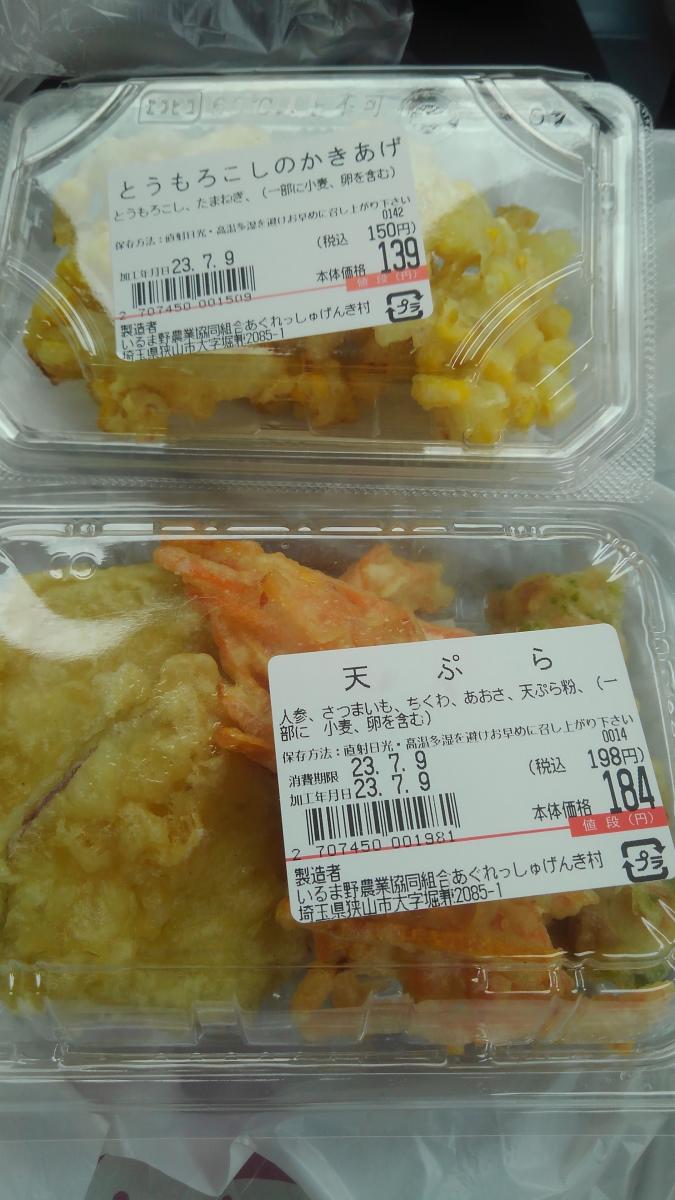 とうもろこしのかきあげ
とうもろこし、たまねぎ、（一部に小麦、卵を含む）
保存方法：直射日光・高温多湿を避けお早めに召し上がり下さい
0142
（税込 150円）
加工年月日 23.7.9
本体価格 139
値段（円）
2 707450 001509
プラ
製造者
いるま野農業協同組合あぐれっしゅげんき村
埼玉県狭山市大字堀兼2085-1
天ぷら
人参、さつまいも、ちくわ、あおさ、天ぷら粉、（一
部に 小麦、卵を含む）
保存方法：直射日光・高温多湿を避けお早めに召し上がり下さい
0014
消費期限 23.7.9
（税込 198円）
加工年月日 23.7.9
本体価格 184
値段（円）
2 707450 001981
プラ
製造者
いるま野農業協同組合あぐれっしゅげんき村
埼玉県狭山市大字堀兼2085-1